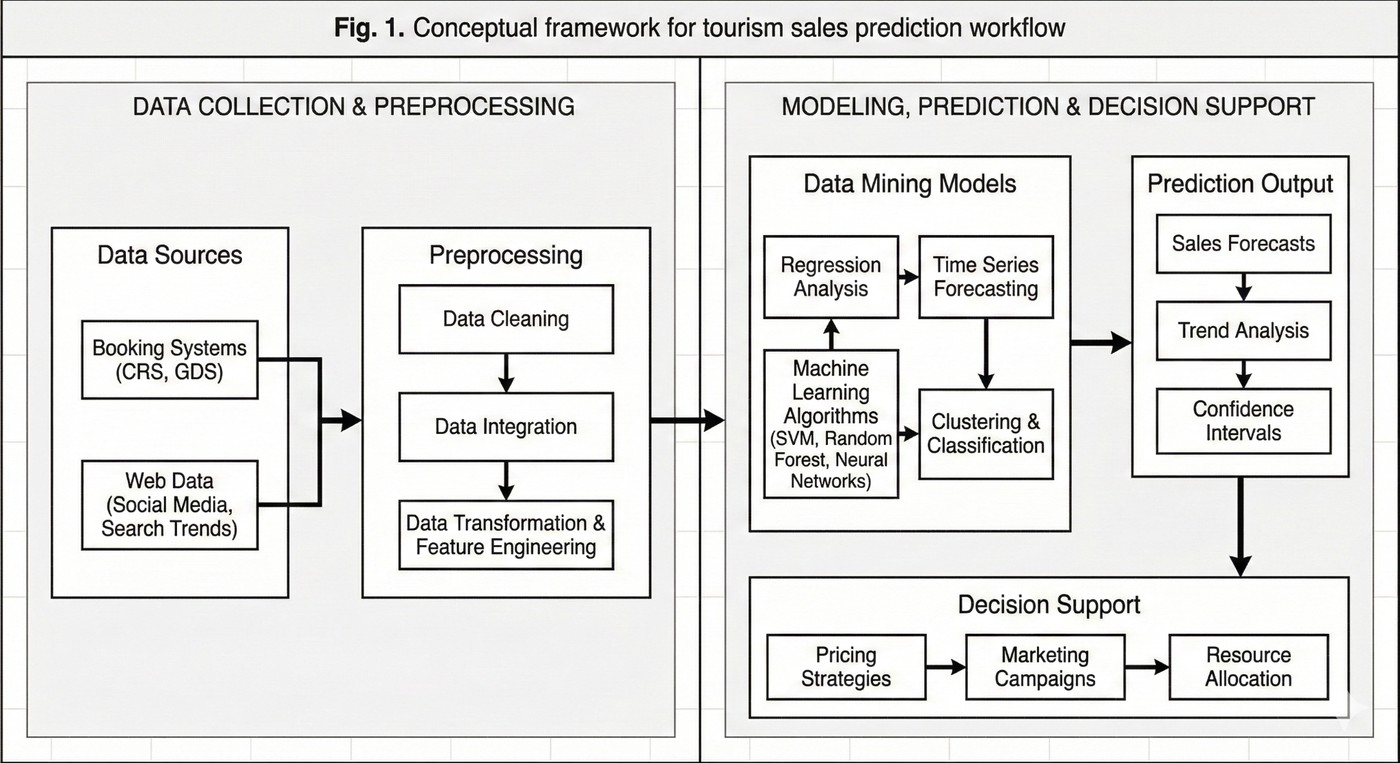 Fig. 1. Conceptual framework for tourism sales prediction workflow
DATA COLLECTION & PREPROCESSING
Data Sources
Booking Systems
(CRS, GDS)
Web Data
(Social Media,
Search Trends)
Preprocessing
Data Cleaning
Data Integration
Data Transformation &
Feature Engineering
MODELING, PREDICTION & DECISION SUPPORT
Data Mining Models
Regression
Analysis
Time Series
Forecasting
Machine
Learning
Algorithms
(SVM, Random
Forest, Neural
Networks)
Clustering &
Classification
Prediction Output
Sales Forecasts
Trend Analysis
Confidence
Intervals
Decision Support
Pricing
Strategies
Marketing
Campaigns
Resource
Allocation